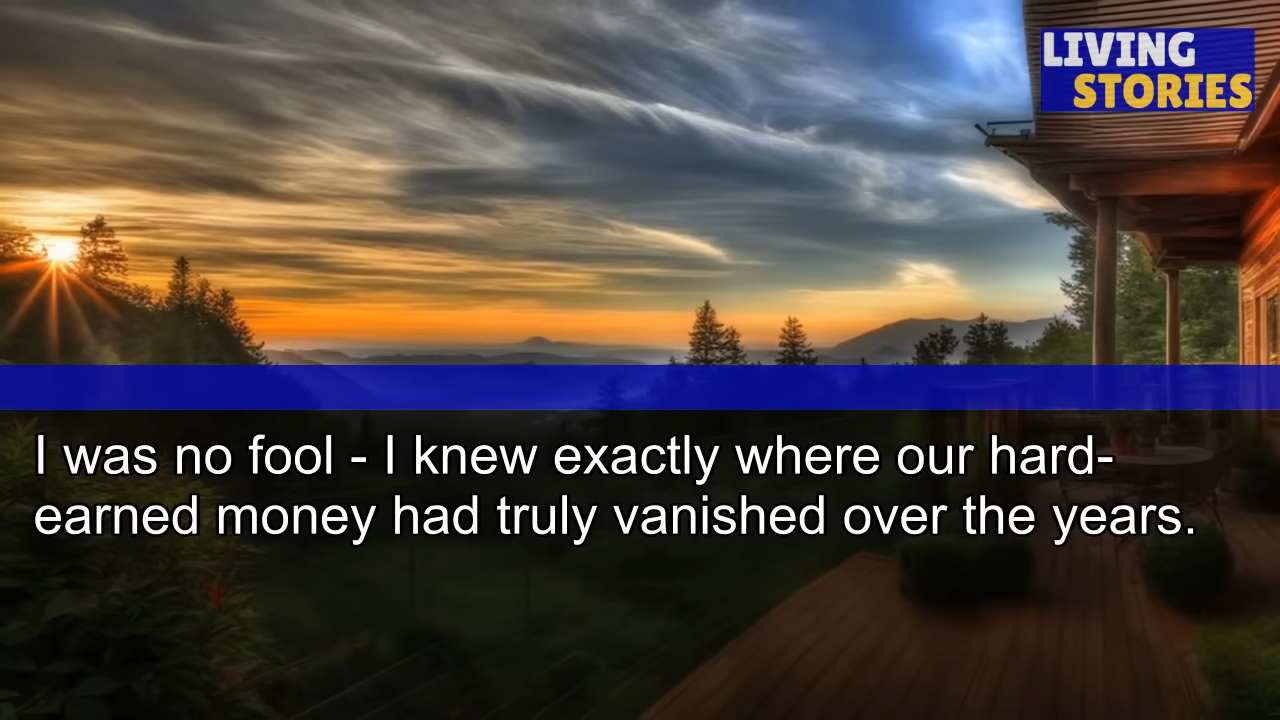 LIVING
STORIES
I was no fool - I knew exactly where our hard-
earned money had truly vanished over the years.